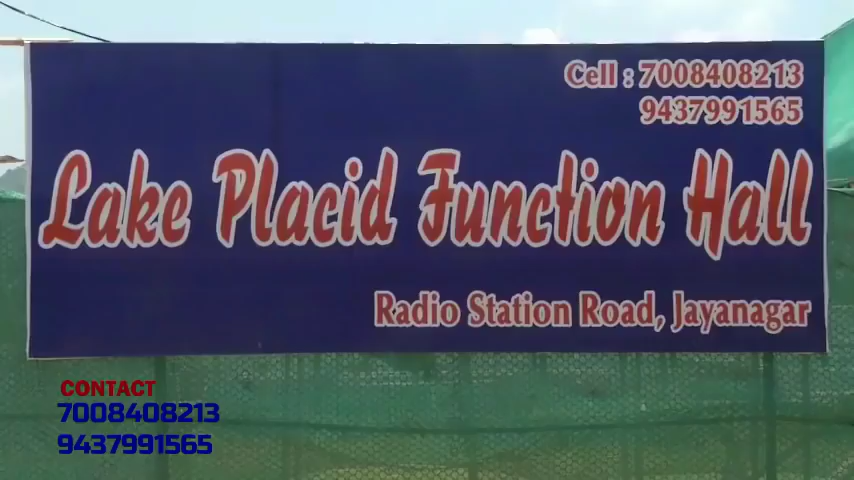 Cell : 7008408213
9437991565
Lake Placid Function Hall
Radio Station Road, Jayanagar
CONTACT
7008408213
9437991565